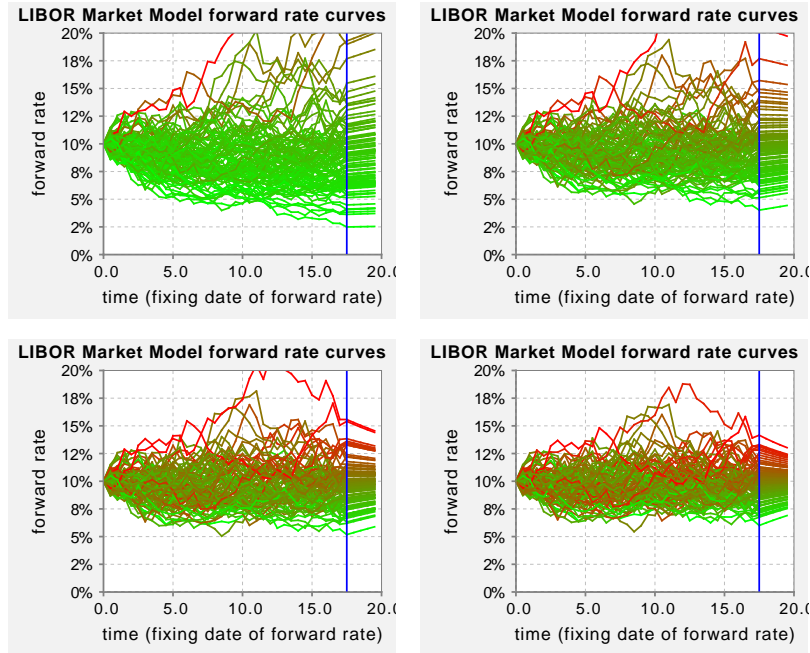 LIBOR Market Model forward rate curves
20%
18%
15%
12%
10%
8%
5%
2%
0%
0.0 5.0 10.0 15.0 20.0
forward rate
time (fixing date of forward rate)
LIBOR Market Model forward rate curves
20%
18%
15%
12%
10%
8%
5%
2%
0%
0.0 5.0 10.0 15.0 20.0
forward rate
time (fixing date of forward rate)
LIBOR Market Model forward rate curves
20%
18%
15%
12%
10%
8%
5%
2%
0%
0.0 5.0 10.0 15.0 20.0
forward rate
time (fixing date of forward rate)
LIBOR Market Model forward rate curves
20%
18%
15%
12%
10%
8%
5%
2%
0%
0.0 5.0 10.0 15.0 20.0
forward rate
time (fixing date of forward rate)